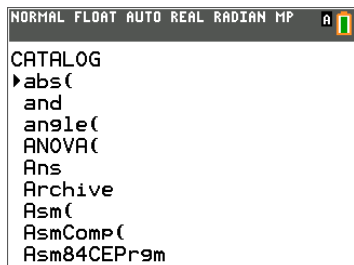 NORMAL FLOAT AUTO REAL RADIAN MP A
CATALOG
abs(
and
angle(
ANOVA(
Ans
Archive
Asm(
AsmComp(
Asm84CEPrgm